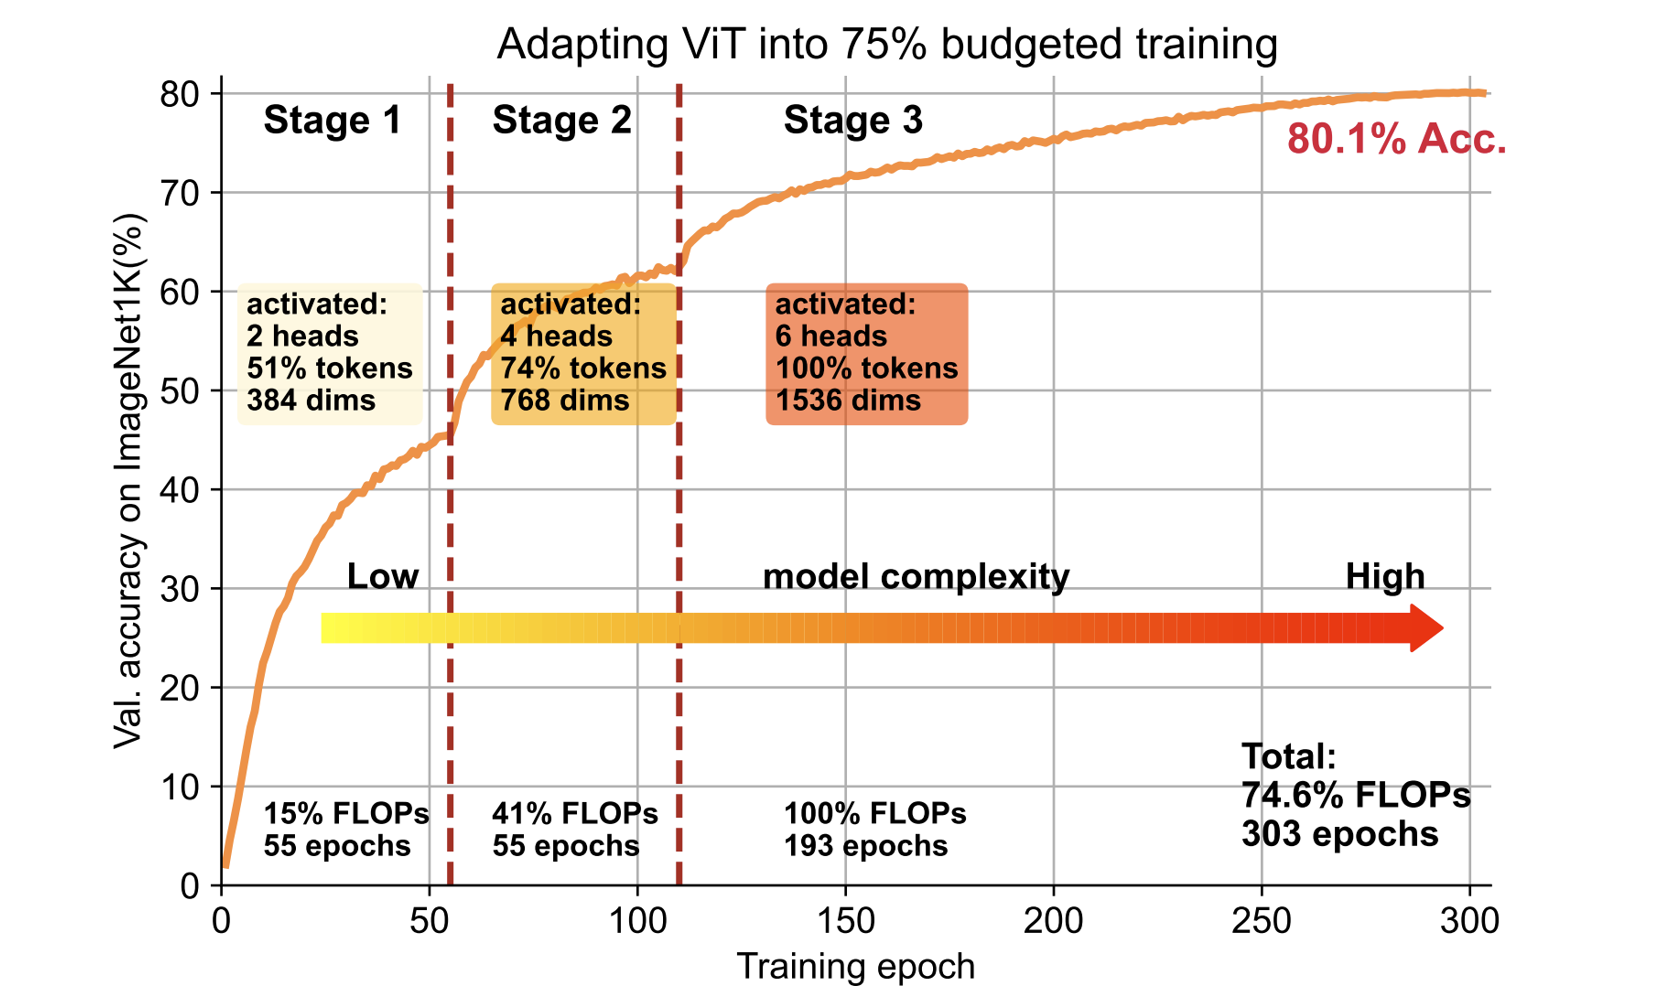 Adapting ViT into 75% budgeted training
Val. accuracy on ImageNet1K(%)
80
70
60
50
40
30
20
10
0
Stage 1
Stage 2
Stage 3
80.1% Acc.
activated:
2 heads
51% tokens
384 dims
activated:
4 heads
74% tokens
768 dims
activated:
6 heads
100% tokens
1536 dims
Low
model complexity
High
15% FLOPs
55 epochs
41% FLOPs
55 epochs
100% FLOPs
193 epochs
Total:
74.6% FLOPs
303 epochs
0
50
100
150
200
250
300
Training epoch